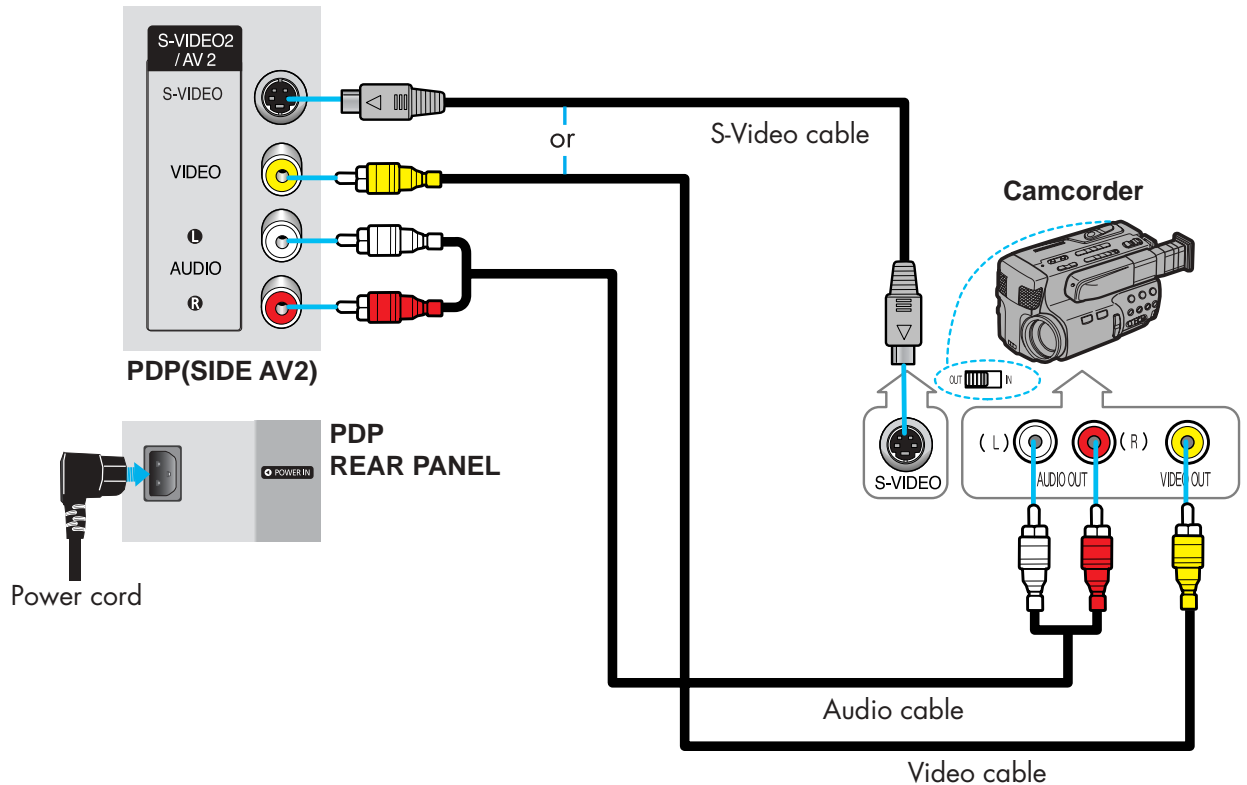 S-VIDEO2
/ AV 2
S-VIDEO
VIDEO
L
AUDIO
R
PDP(SIDE AV2)
or
S-Video cable
Camcorder
OUT IN
S-VIDEO
( L ) ( R )
AUDIO OUT VIDEO OUT
PDP
REAR PANEL
POWER IN
Power cord
Audio cable
Video cable